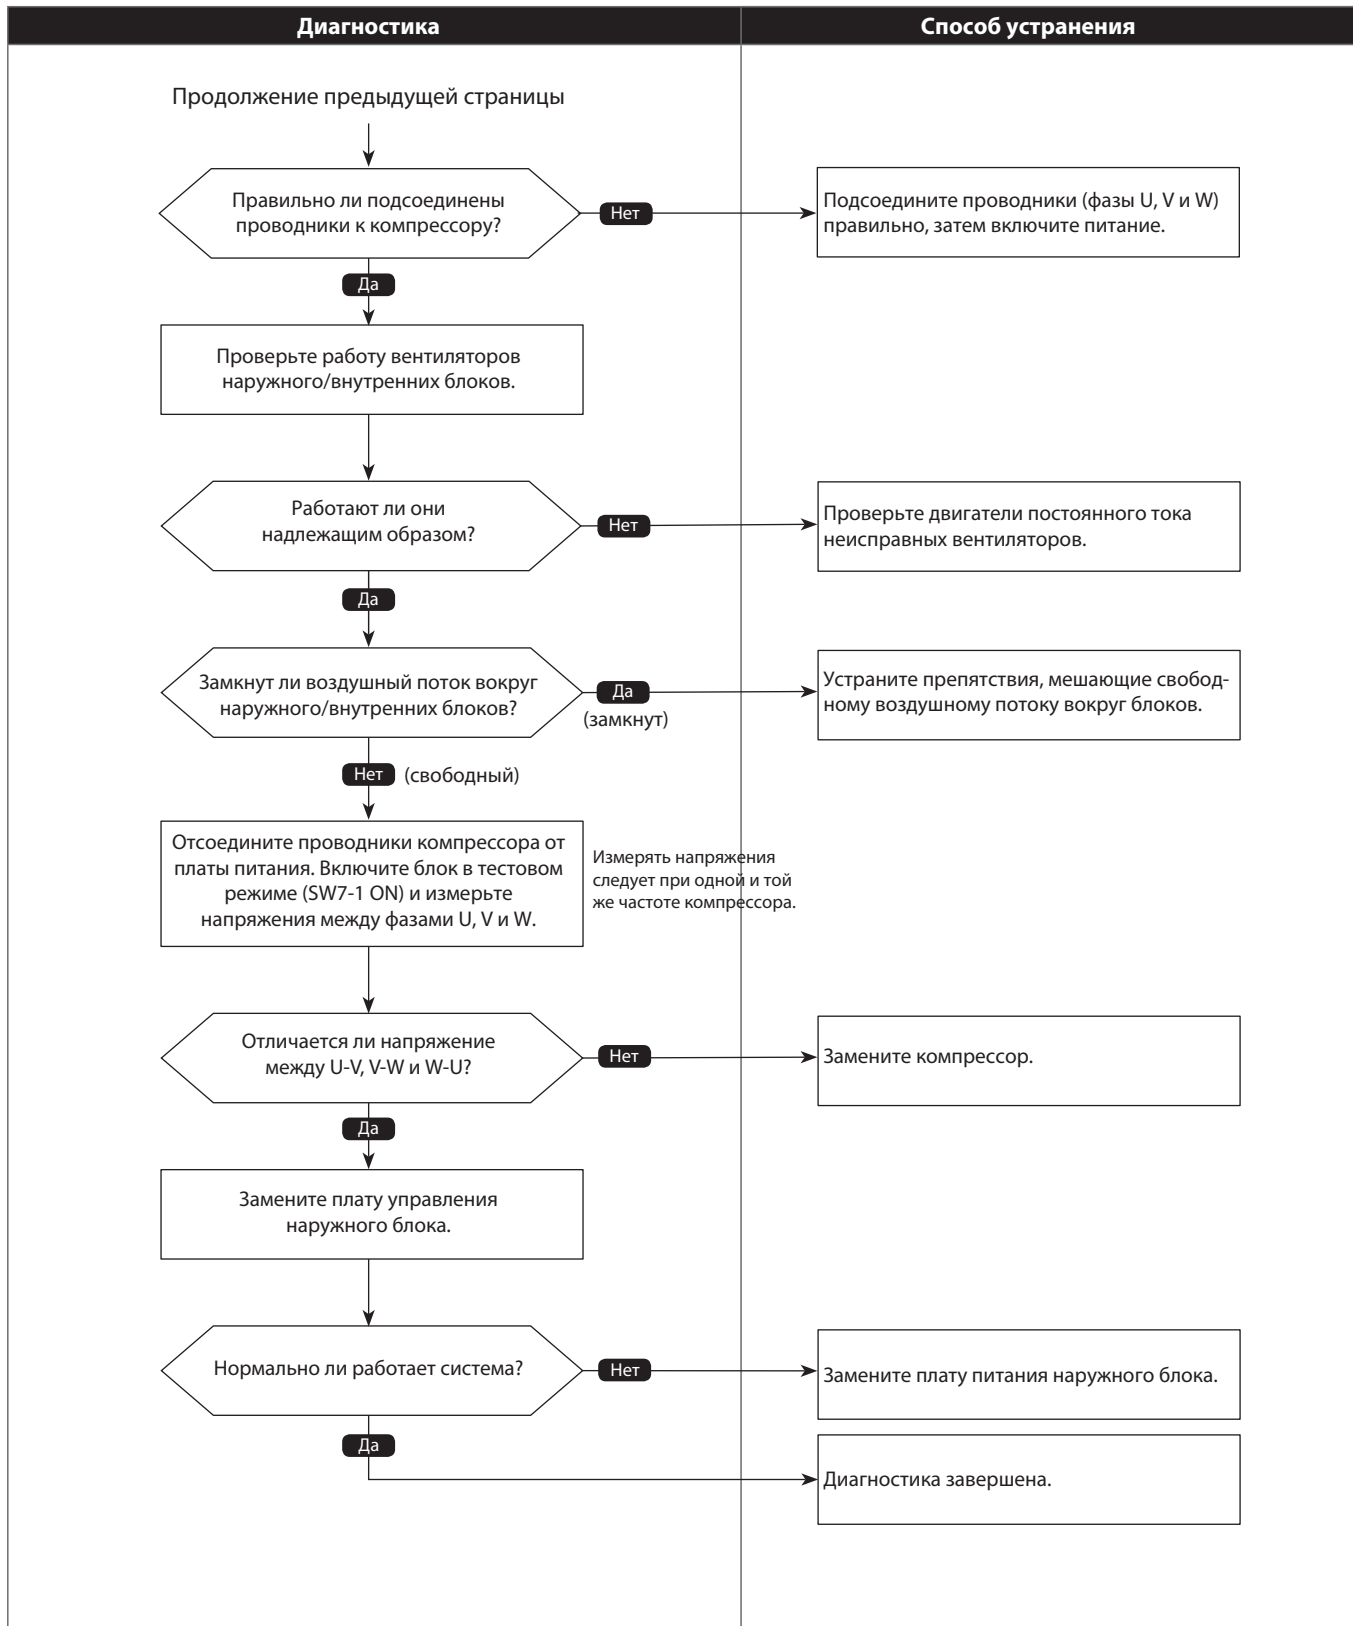 Диагностика
Способ устранения
Продолжение предыдущей страницы
Правильно ли подсоединены
проводники к компрессору?
Нет
Подсоедините проводники (фазы U, V и W)
правильно, затем включите питание.
Да
Проверьте работу вентиляторов
наружного/внутренних блоков.
Работают ли они
надлежащим образом?
Нет
Проверьте двигатели постоянного тока
неисправных вентиляторов.
Да
Замкнут ли воздушный поток вокруг
наружного/внутренних блоков?
Да
(замкнут)
Устраните препятствия, мешающие свобод-
ному воздушному потоку вокруг блоков.
Нет (свободный)
Отсоедините проводники компрессора от
платы питания. Включите блок в тестовом
режиме (SW7-1 ON) и измерьте
напряжения между фазами U, V и W.
Измерять напряжения
следует при одной и той
же частоте компрессора.
Отличается ли напряжение
между U-V, V-W и W-U?
Нет
Замените компрессор.
Да
Замените плату управления
наружного блока.
Нормально ли работает система?
Нет
Замените плату питания наружного блока.
Да
Диагностика завершена.